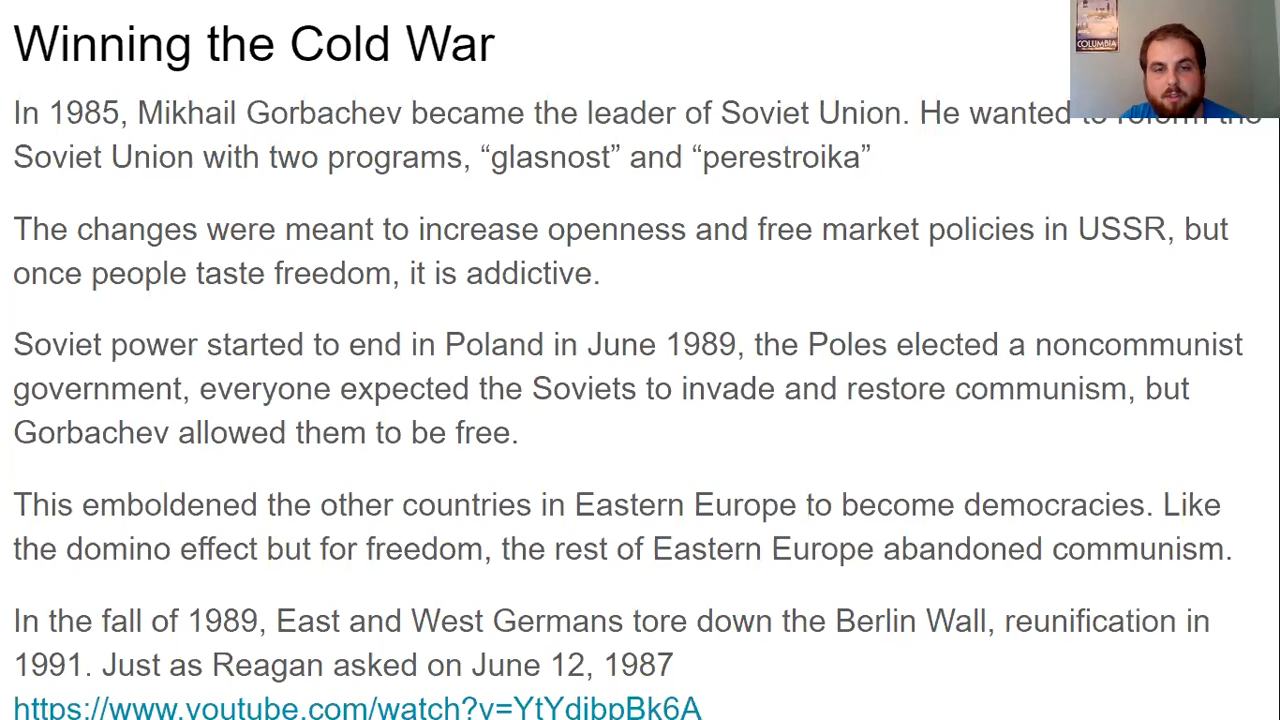 Winning the Cold War
COLUMBIA
In 1985, Mikhail Gorbachev became the leader of Soviet Union. He wanted to reform the
Soviet Union with two programs, “glasnost” and “perestroika”
The changes were meant to increase openness and free market policies in USSR, but
once people taste freedom, it is addictive.
Soviet power started to end in Poland in June 1989, the Poles elected a noncommunist
government, everyone expected the Soviets to invade and restore communism, but
Gorbachev allowed them to be free.
This emboldened the other countries in Eastern Europe to become democracies. Like
the domino effect but for freedom, the rest of Eastern Europe abandoned communism.
In the fall of 1989, East and West Germans tore down the Berlin Wall, reunification in
1991. Just as Reagan asked on June 12, 1987
https://www.youtube.com/watch?v=YtYdjbpBk6A